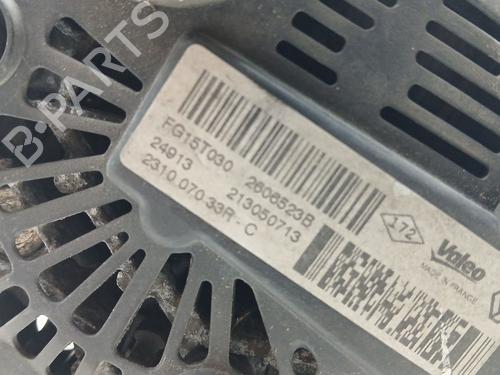 B-PARTS
FG15T030 2606523B
24913 213050713
2310 070 33R - C
172
Valeo
MADE IN FRANCE